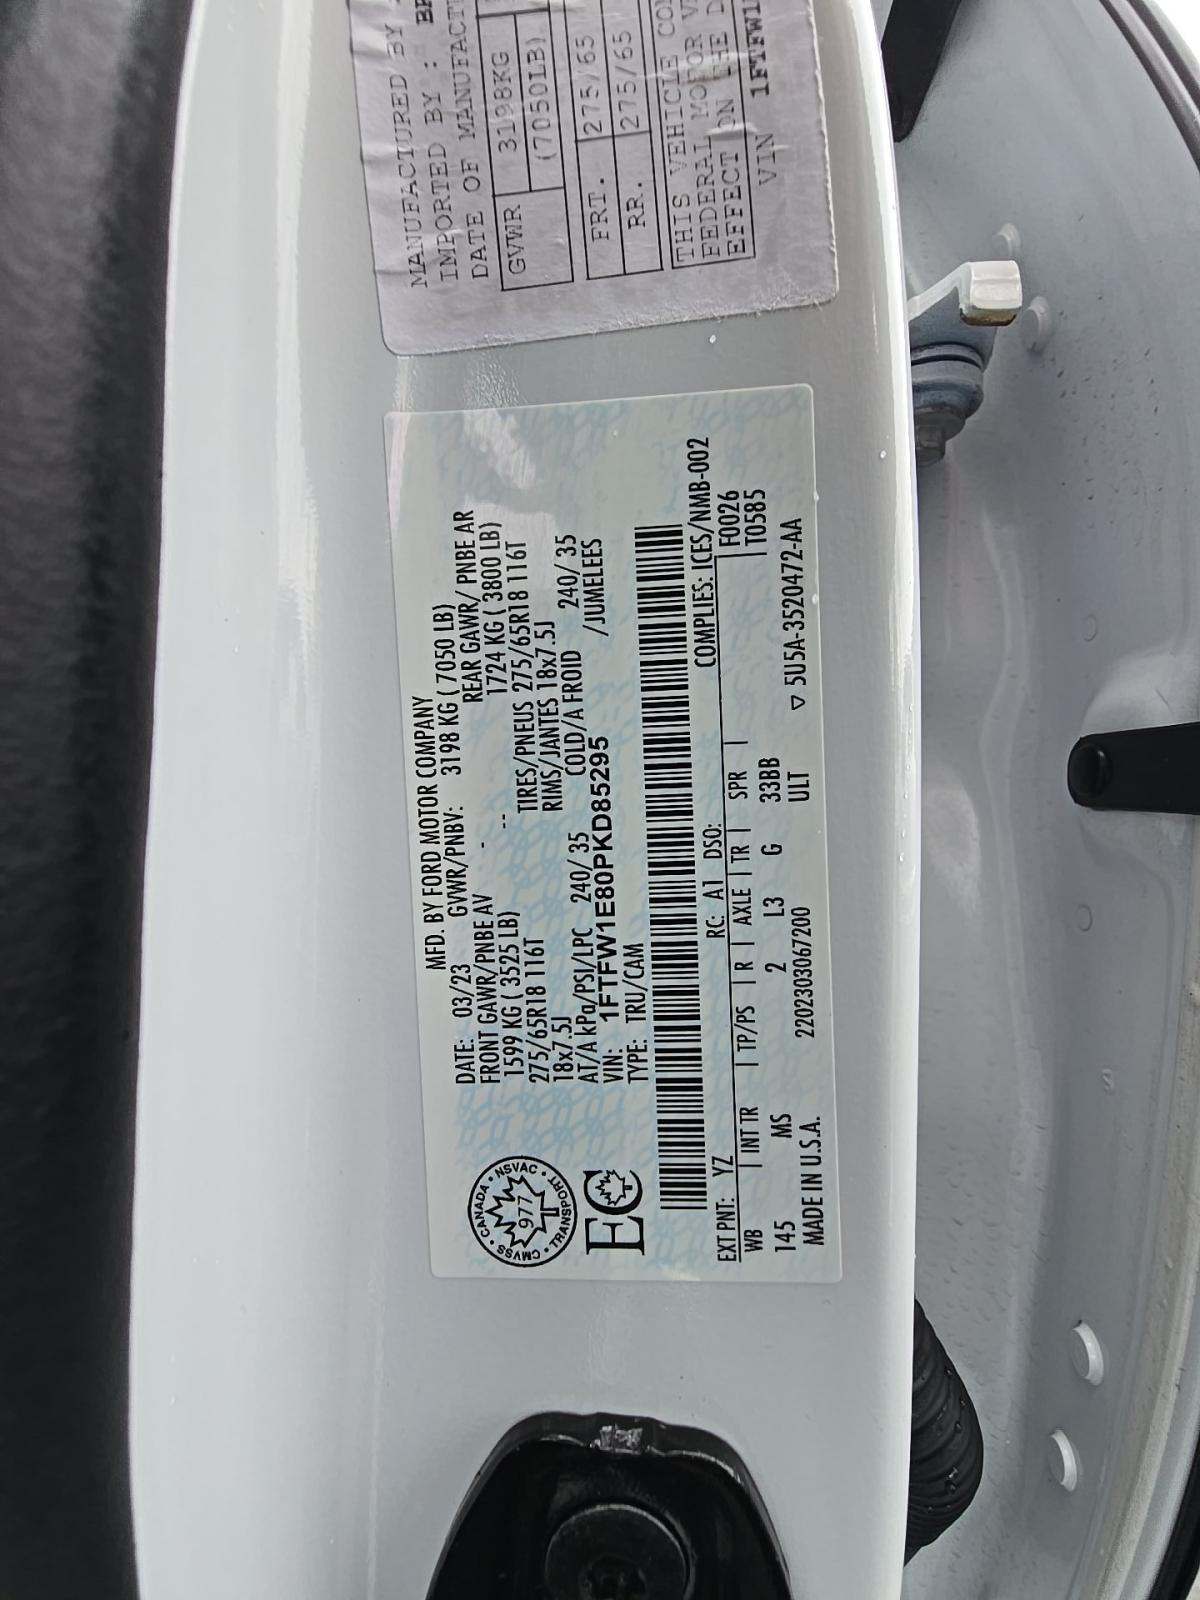 MANUFACTURED BY
IMPORTED BY :
DATE OF MANUFACT
GVWR 3198KG
(7050LB)
FRT. 275/65
RR. 275/65
THIS VEHICLE CON
FEDERAL MOTOR VE
EFFECT ON THE D
VIN 1FTFW1
MFD. BY FORD MOTOR COMPANY
DATE: 03/23 GVWR/PNBV: 3198 KG ( 7050 LB)
FRONT GAWR/PNBE AV - REAR GAWR/ PNBE AR
1599 KG ( 3525 LB) -- 1724 KG ( 3800 LB)
275/65R18 116T TIRES/PNEUS 275/65R18 116T
18x7.5J RIMS/JANTES 18x7.5J
AT/A kPa/PSI/LPC 240/ 35 COLD/A FROID 240/ 35
VIN: 1FTFW1E80PKD85295 /JUMELEES
TYPE: TRU/CAM
CANADA • NSVAC • TRANSPORT • CMVSS
977
EC
COMPLIES: ICES/NMB-002
EXT PNT: YZ RC: A1 DSO: F0026
WB | INT TR | TP/PS | R | AXLE | TR | SPR | T0585
145 MS 2 L3 G 33BB
MADE IN U.S.A. 2202303067200 ULT ▽ 5U5A-3520472-AA